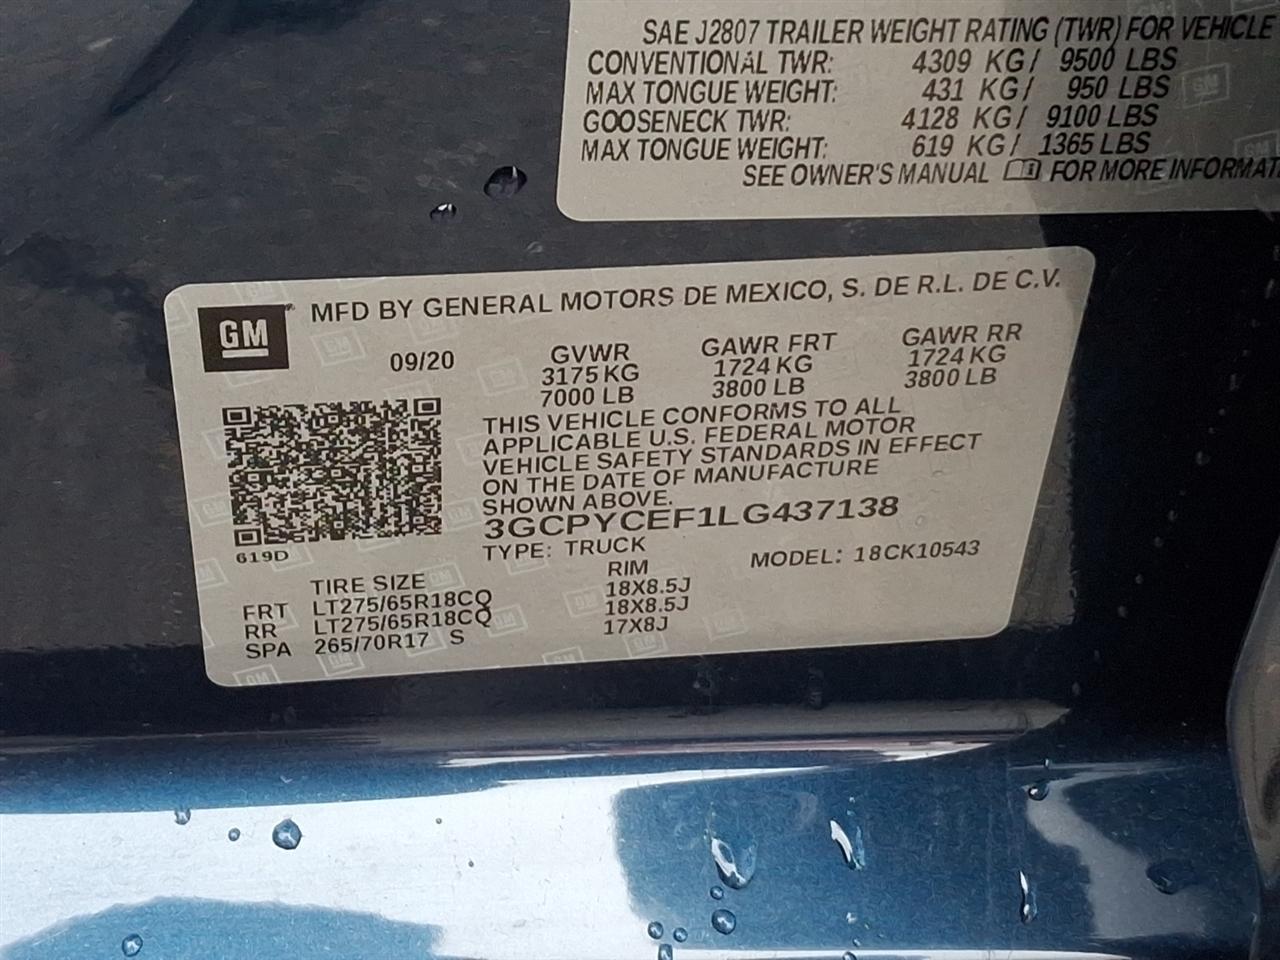 SAE J2807 TRAILER WEIGHT RATING (TWR) FOR VEHICLE
CONVENTIONAL TWR: 4309 KG/ 9500 LBS
MAX TONGUE WEIGHT: 431 KG/ 950 LBS
GOOSENECK TWR: 4128 KG/ 9100 LBS
MAX TONGUE WEIGHT: 619 KG/ 1365 LBS
SEE OWNER'S MANUAL FOR MORE INFORMATI
GM MFD BY GENERAL MOTORS DE MEXICO, S. DE R.L. DE C.V.
09/20 GVWR GAWR FRT GAWR RR
3175 KG 1724 KG 1724 KG
7000 LB 3800 LB 3800 LB
THIS VEHICLE CONFORMS TO ALL
APPLICABLE U.S. FEDERAL MOTOR
VEHICLE SAFETY STANDARDS IN EFFECT
ON THE DATE OF MANUFACTURE
SHOWN ABOVE.
3GCPYCEF1LG437138
619D TYPE: TRUCK MODEL: 18CK10543
TIRE SIZE RIM
FRT LT275/65R18CQ 18X8.5J
RR LT275/65R18CQ 18X8.5J
SPA 265/70R17 S 17X8J